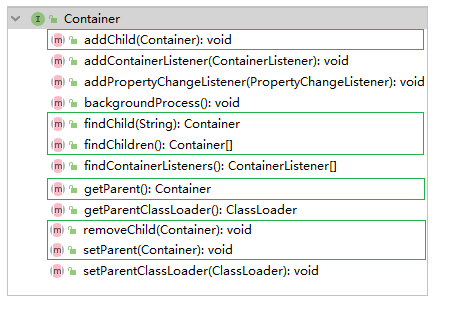 Container
addChild(Container): void
addContainerListener(ContainerListener): void
addPropertyChangeListener(PropertyChangeListener): void
backgroundProcess(): void
findChild(String): Container
findChildren(): Container[]
findContainerListeners(): ContainerListener[]
getParent(): Container
getParentClassLoader(): ClassLoader
removeChild(Container): void
setParent(Container): void
setParentClassLoader(ClassLoader): void